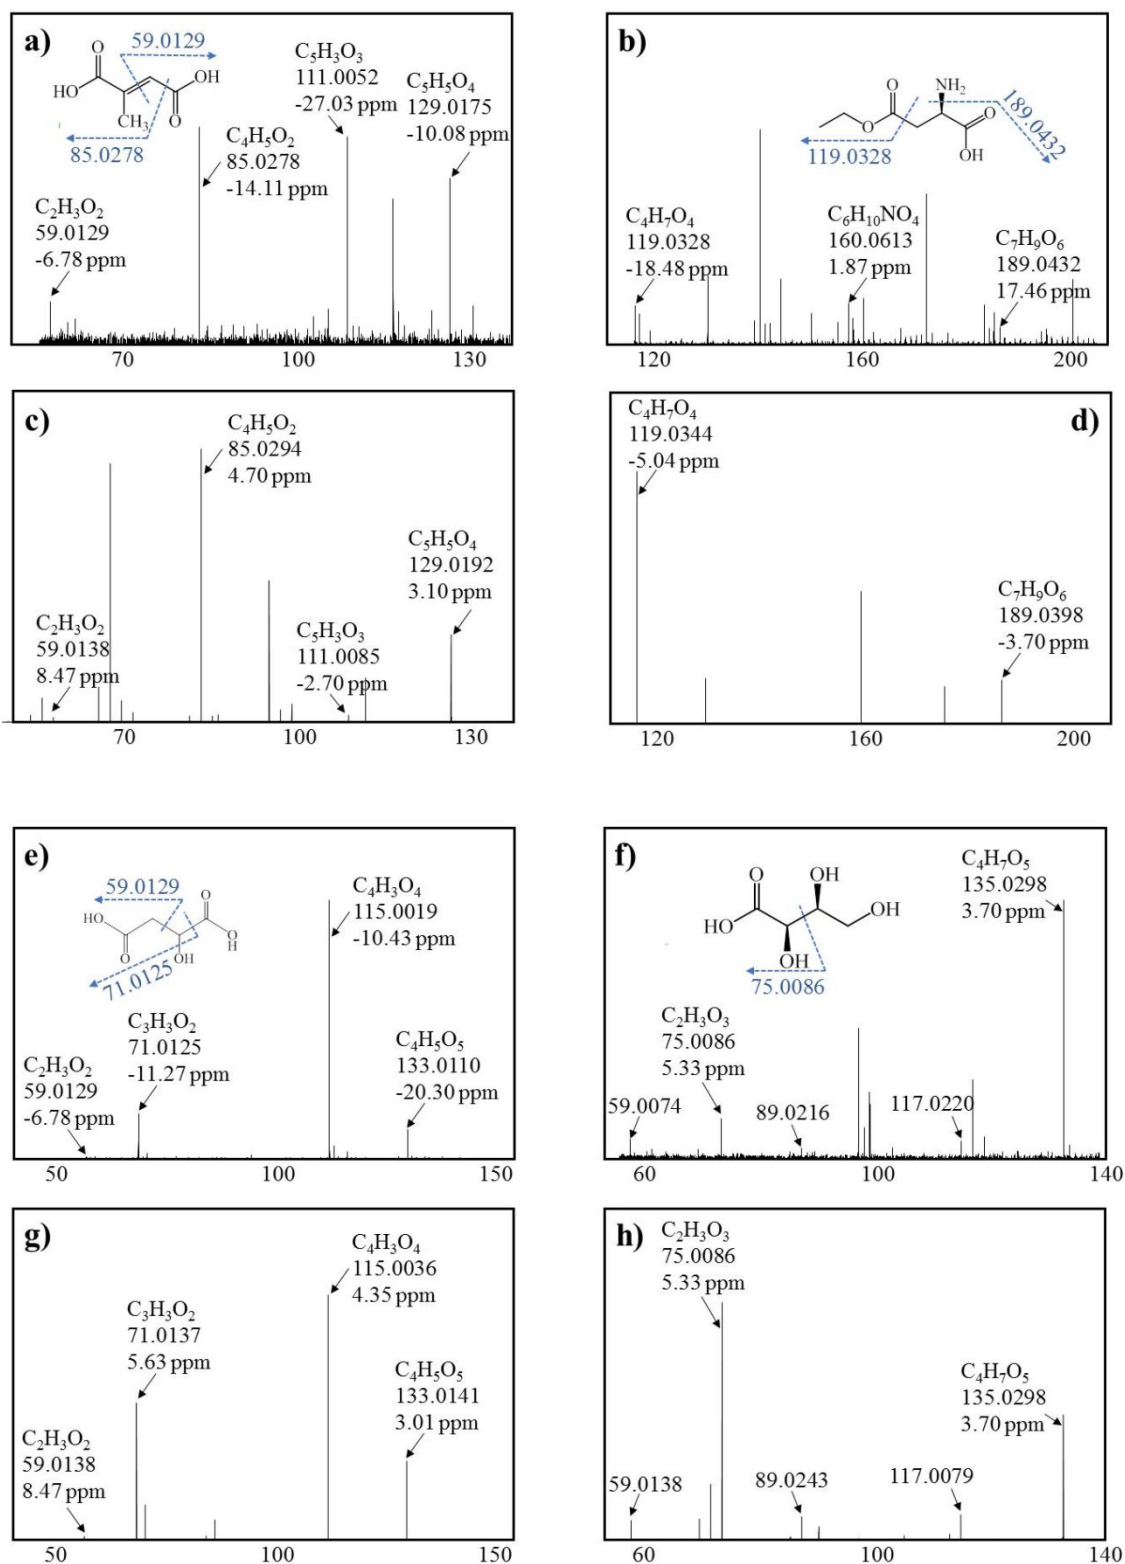 a)
59.0129
O
HO
OH
CH₃
O
85.0278
C₂H₃O₂
59.0129
-6.78 ppm
C₄H₅O₂
85.0278
-14.11 ppm
C₅H₃O₃
111.0052
-27.03 ppm
C₅H₅O₄
129.0175
-10.08 ppm
70
100
130
b)
O
NH₂
O
O
OH
119.0328
189.0432
C₄H₇O₄
119.0328
-18.48 ppm
C₆H₁₀NO₄
160.0613
1.87 ppm
C₇H₉O₆
189.0432
17.46 ppm
120
160
200
c)
C₂H₃O₂
59.0138
8.47 ppm
C₄H₅O₂
85.0294
4.70 ppm
C₅H₃O₃
111.0085
-2.70 ppm
C₅H₅O₄
129.0192
3.10 ppm
70
100
130
d)
C₄H₇O₄
119.0344
-5.04 ppm
C₇H₉O₆
189.0398
-3.70 ppm
120
160
200
e)
59.0129
HO
O
O
O
H
OH
71.0125
C₂H₃O₂
59.0129
-6.78 ppm
C₃H₃O₂
71.0125
-11.27 ppm
C₄H₃O₄
115.0019
-10.43 ppm
C₄H₅O₅
133.0110
-20.30 ppm
50
100
150
f)
O
OH
HO
OH
OH
75.0086
59.0074
C₂H₃O₃
75.0086
5.33 ppm
89.0216
117.0220
C₄H₇O₅
135.0298
3.70 ppm
60
100
140
g)
C₂H₃O₂
59.0138
8.47 ppm
C₃H₃O₂
71.0137
5.63 ppm
C₄H₃O₄
115.0036
4.35 ppm
C₄H₅O₅
133.0141
3.01 ppm
50
100
150
h)
59.0138
C₂H₃O₃
75.0086
5.33 ppm
89.0243
117.0079
C₄H₇O₅
135.0298
3.70 ppm
60
100
140